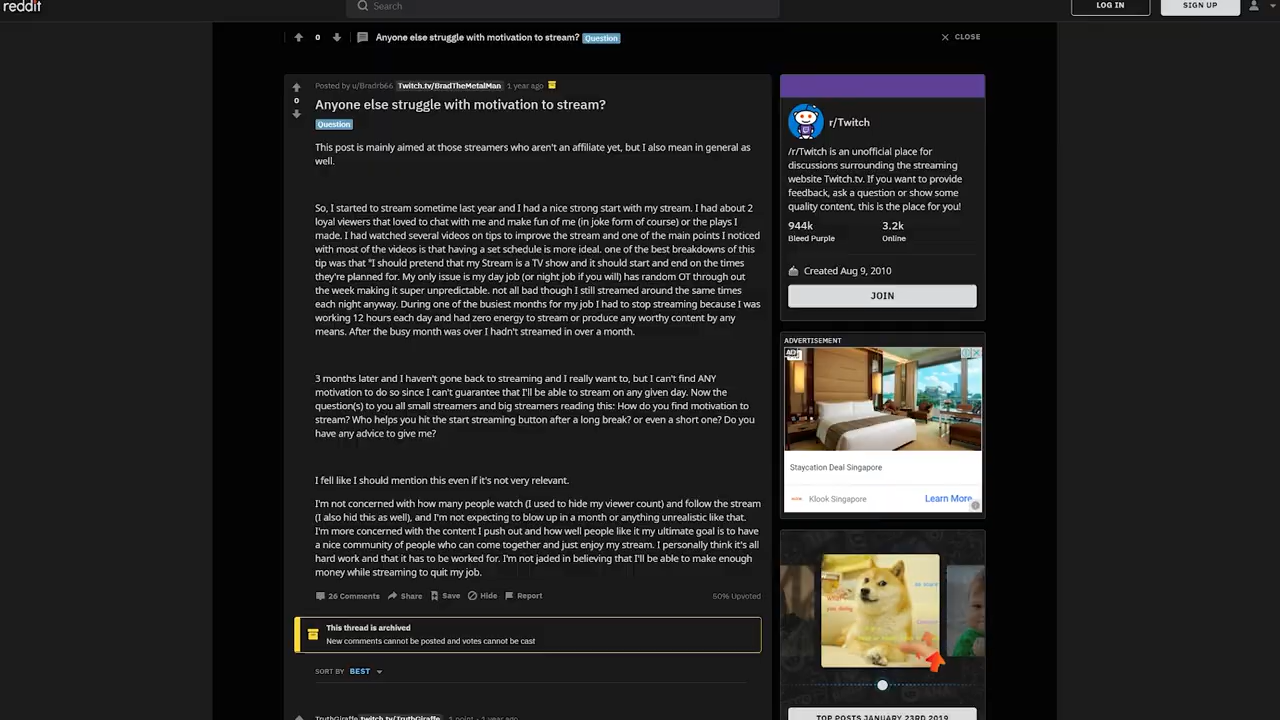 reddit
Search
LOG IN
SIGN UP
0
Anyone else struggle with motivation to stream? Question
CLOSE
Posted by u/Bradrb66 Twitch.tv/BradTheMetalMan 1 year ago
0
Anyone else struggle with motivation to stream?
Question
This post is mainly aimed at those streamers who aren't an affiliate yet, but I also mean in general as
well.
So, I started to stream sometime last year and I had a nice strong start with my stream. I had about 2
loyal viewers that loved to chat with me and make fun of me (in joke form of course) or the plays I
made. I had watched several videos on tips to improve the stream and one of the main points I noticed
with most of the videos is that having a set schedule is more ideal. one of the best breakdowns of this
tip was that "I should pretend that my Stream is a TV show and it should start and end on the times
they're planned for. My only issue is my day job (or night job if you will) has random OT through out
the week making it super unpredictable. not all bad though I still streamed around the same times
each night anyway. During one of the busiest months for my job I had to stop streaming because I was
working 12 hours each day and had zero energy to stream or produce any worthy content by any
means. After the busy month was over I hadn't streamed in over a month.
3 months later and I haven't gone back to streaming and I really want to, but I can't find ANY
motivation to do so since I can't guarantee that I'll be able to stream on any given day. Now the
question(s) to you all small streamers and big streamers reading this: How do you find motivation to
stream? Who helps you hit the start streaming button after a long break? or even a short one? Do you
have any advice to give me?
I fell like I should mention this even if it's not very relevant.
I'm not concerned with how many people watch (I used to hide my viewer count) and follow the stream
(I also hid this as well), and I'm not expecting to blow up in a month or anything unrealistic like that.
I'm more concerned with the content I push out and how well people like it my ultimate goal is to have
a nice community of people who can come together and just enjoy my stream. I personally think it's all
hard work and that it has to be worked for. I'm not jaded in believing that I'll be able to make enough
money while streaming to quit my job.
26 Comments Share Save Hide Report
50% Upvoted
This thread is archived
New comments cannot be posted and votes cannot be cast
SORT BY BEST
TruthGiraffe twitch.tv/TruthGiraffe 1 point · 1 year ago
r/Twitch
/r/Twitch is an unofficial place for
discussions surrounding the streaming
website Twitch.tv. If you want to provide
feedback, ask a question or show some
quality content, this is the place for you!
944k
3.2k
Bleed Purple
Online
Created Aug 9, 2010
JOIN
ADVERTISEMENT
AD
Staycation Deal Singapore
Klook Singapore
Learn More
TOP POSTS JANUARY 23RD 2019